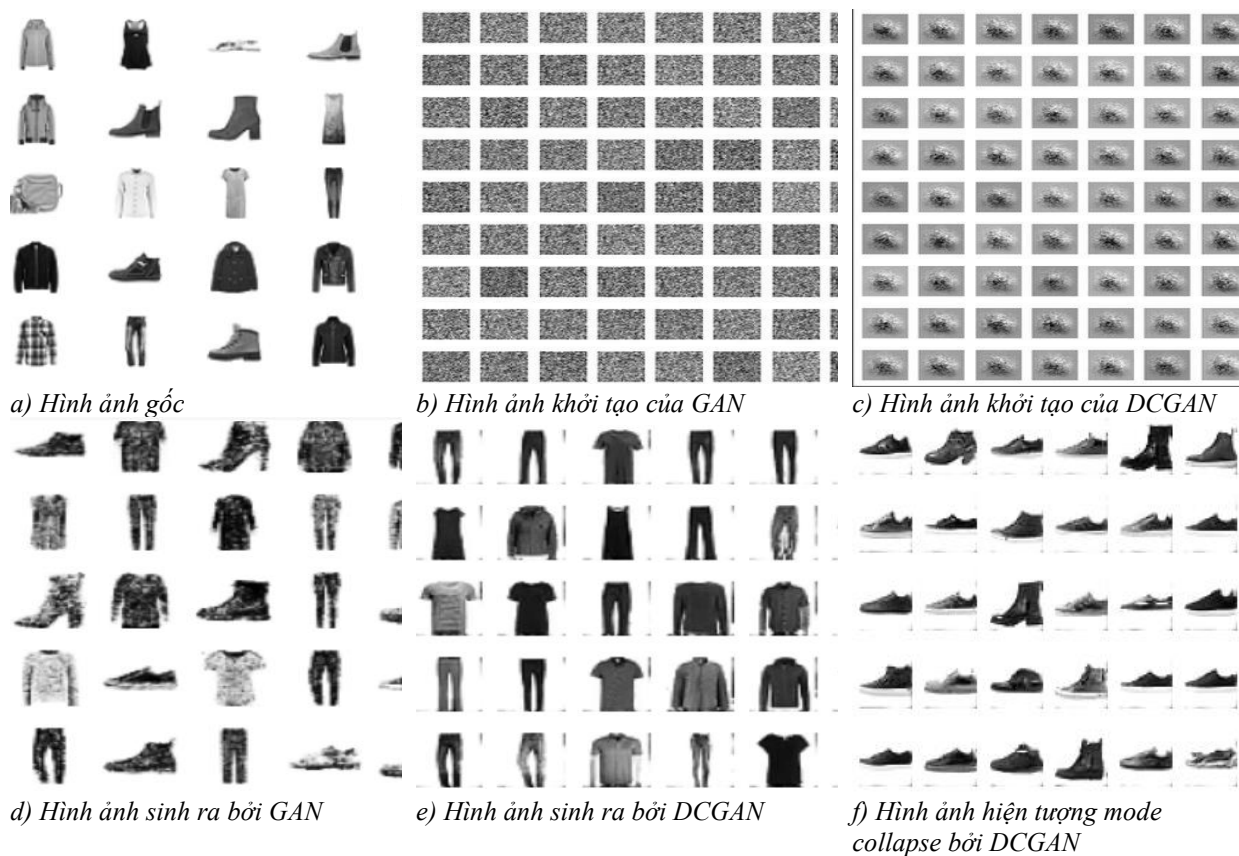 a) Hình ảnh gốc
b) Hình ảnh khởi tạo của GAN
c) Hình ảnh khởi tạo của DCGAN
d) Hình ảnh sinh ra bởi GAN
e) Hình ảnh sinh ra bởi DCGAN
f) Hình ảnh hiện tượng mode
collapse bởi DCGAN